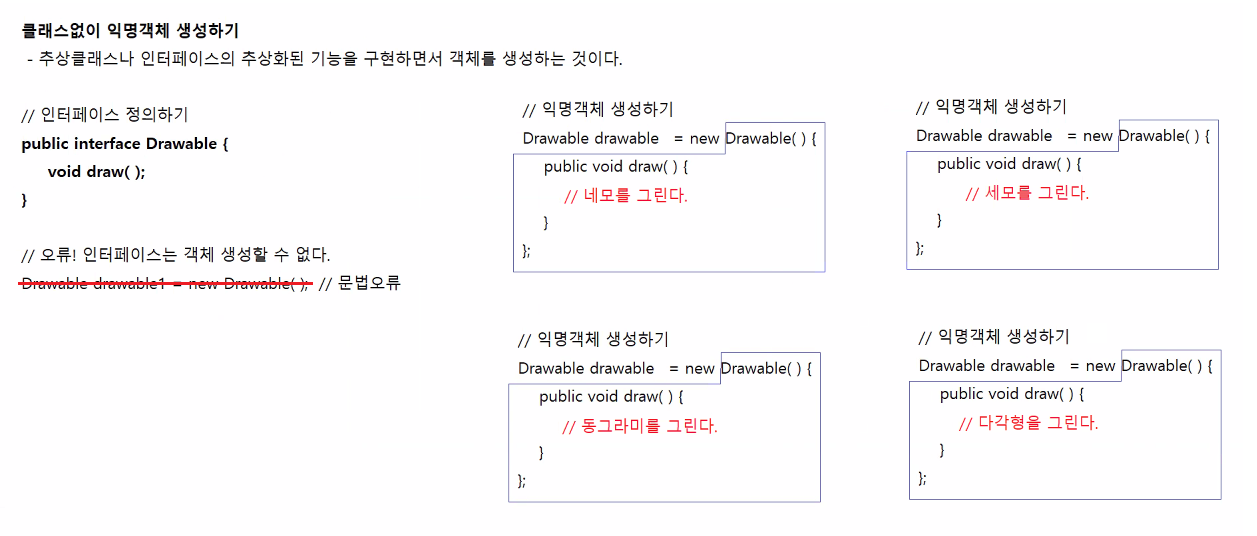 클래스없이 익명객체 생성하기
- 추상클래스나 인터페이스의 추상화된 기능을 구현하면서 객체를 생성하는 것이다.
// 인터페이스 정의하기
public interface Drawable {
void draw( );
}
// 오류! 인터페이스는 객체 생성할 수 없다.
Drawable drawable1 = new Drawable( ); // 문법오류
// 익명객체 생성하기
Drawable drawable = new Drawable( ) {
public void draw( ) {
// 네모를 그린다.
}
};
// 익명객체 생성하기
Drawable drawable = new Drawable( ) {
public void draw( ) {
// 세모를 그린다.
}
};
// 익명객체 생성하기
Drawable drawable = new Drawable( ) {
public void draw( ) {
// 동그라미를 그린다.
}
};
// 익명객체 생성하기
Drawable drawable = new Drawable( ) {
public void draw( ) {
// 다각형을 그린다.
}
};